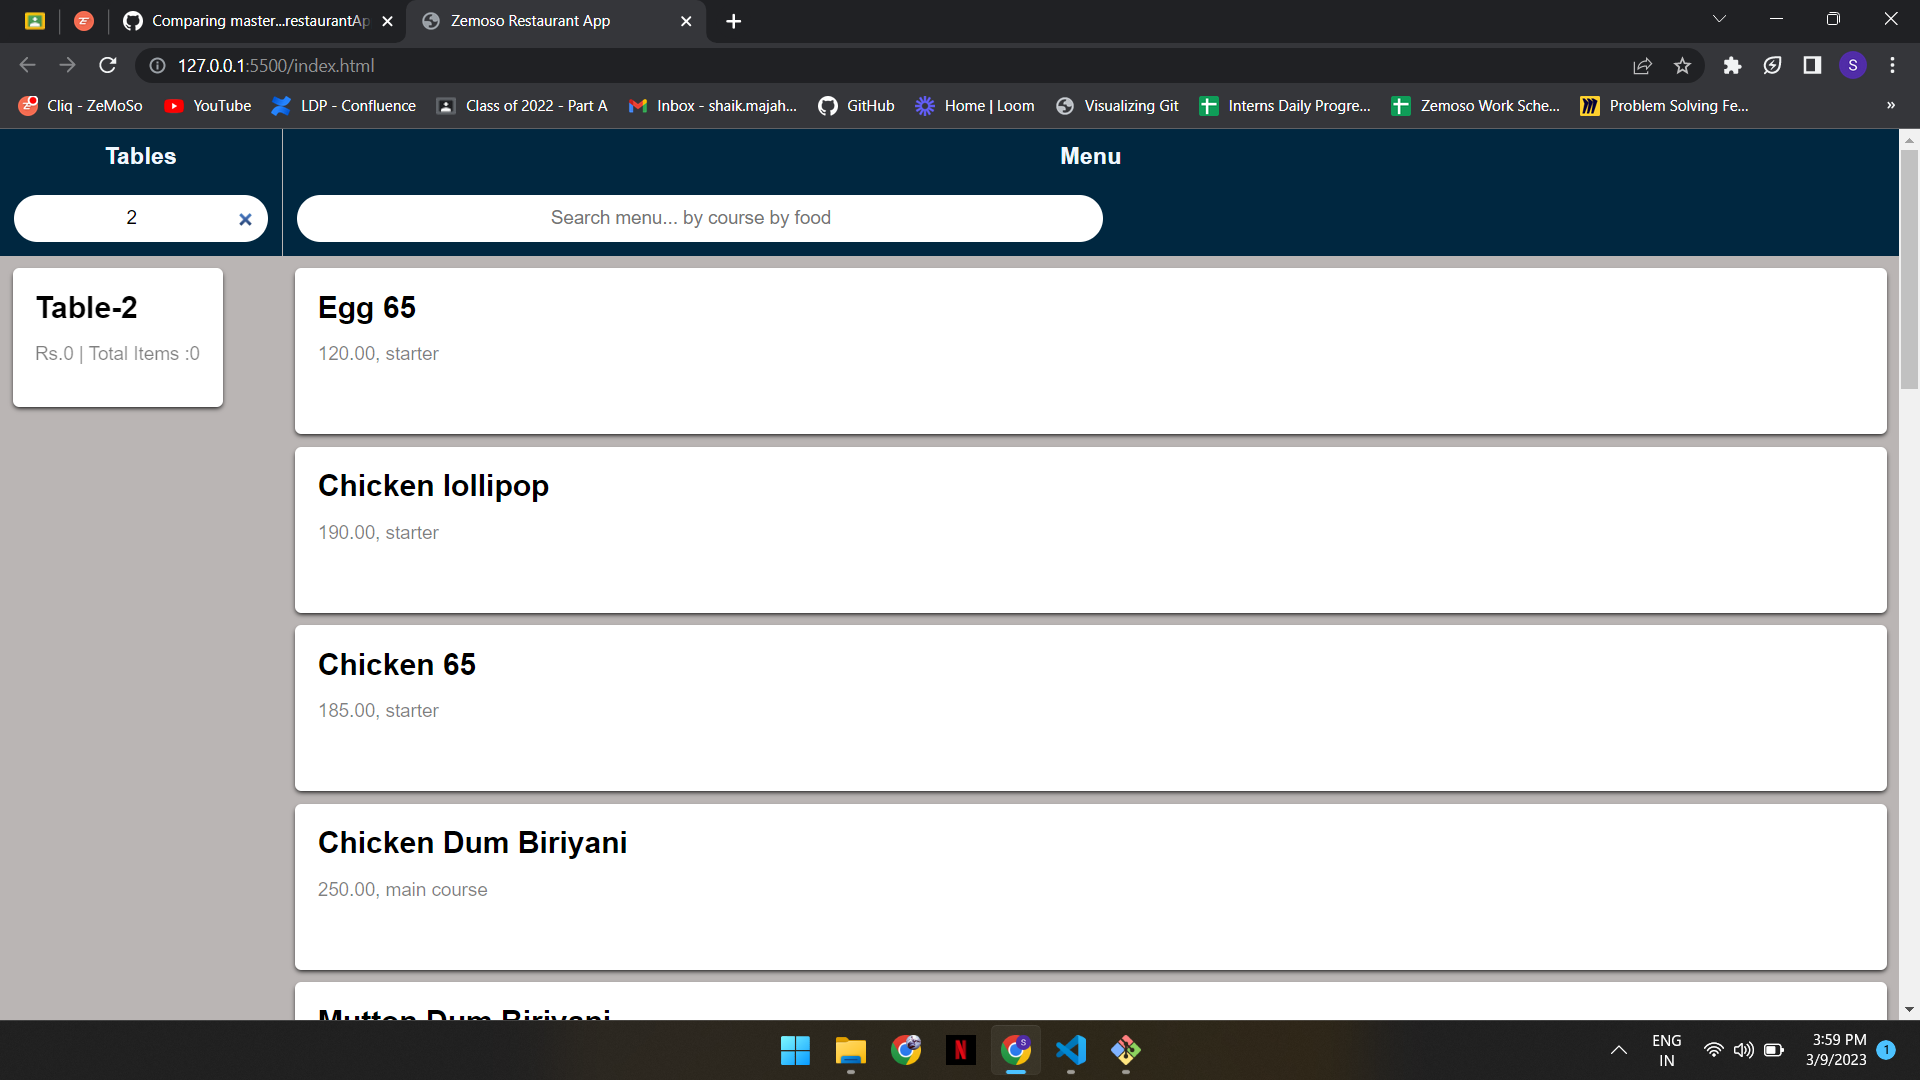 Comparing master...restaurantAp
Zemoso Restaurant App
127.0.0.1:5500/index.html
S
Cliq - ZeMoSo
YouTube
LDP - Confluence
Class of 2022 - Part A
Inbox - shaik.majah...
GitHub
Home | Loom
Visualizing Git
Interns Daily Progre...
Zemoso Work Sche...
Problem Solving Fe...
»
Tables
Menu
2
Search menu... by course by food
Table-2
Rs.0 | Total Items :0
Egg 65
120.00, starter
Chicken lollipop
190.00, starter
Chicken 65
185.00, starter
Chicken Dum Biriyani
250.00, main course
Mutton Dum Biriyani
ENG
IN
3:59 PM
3/9/2023
1